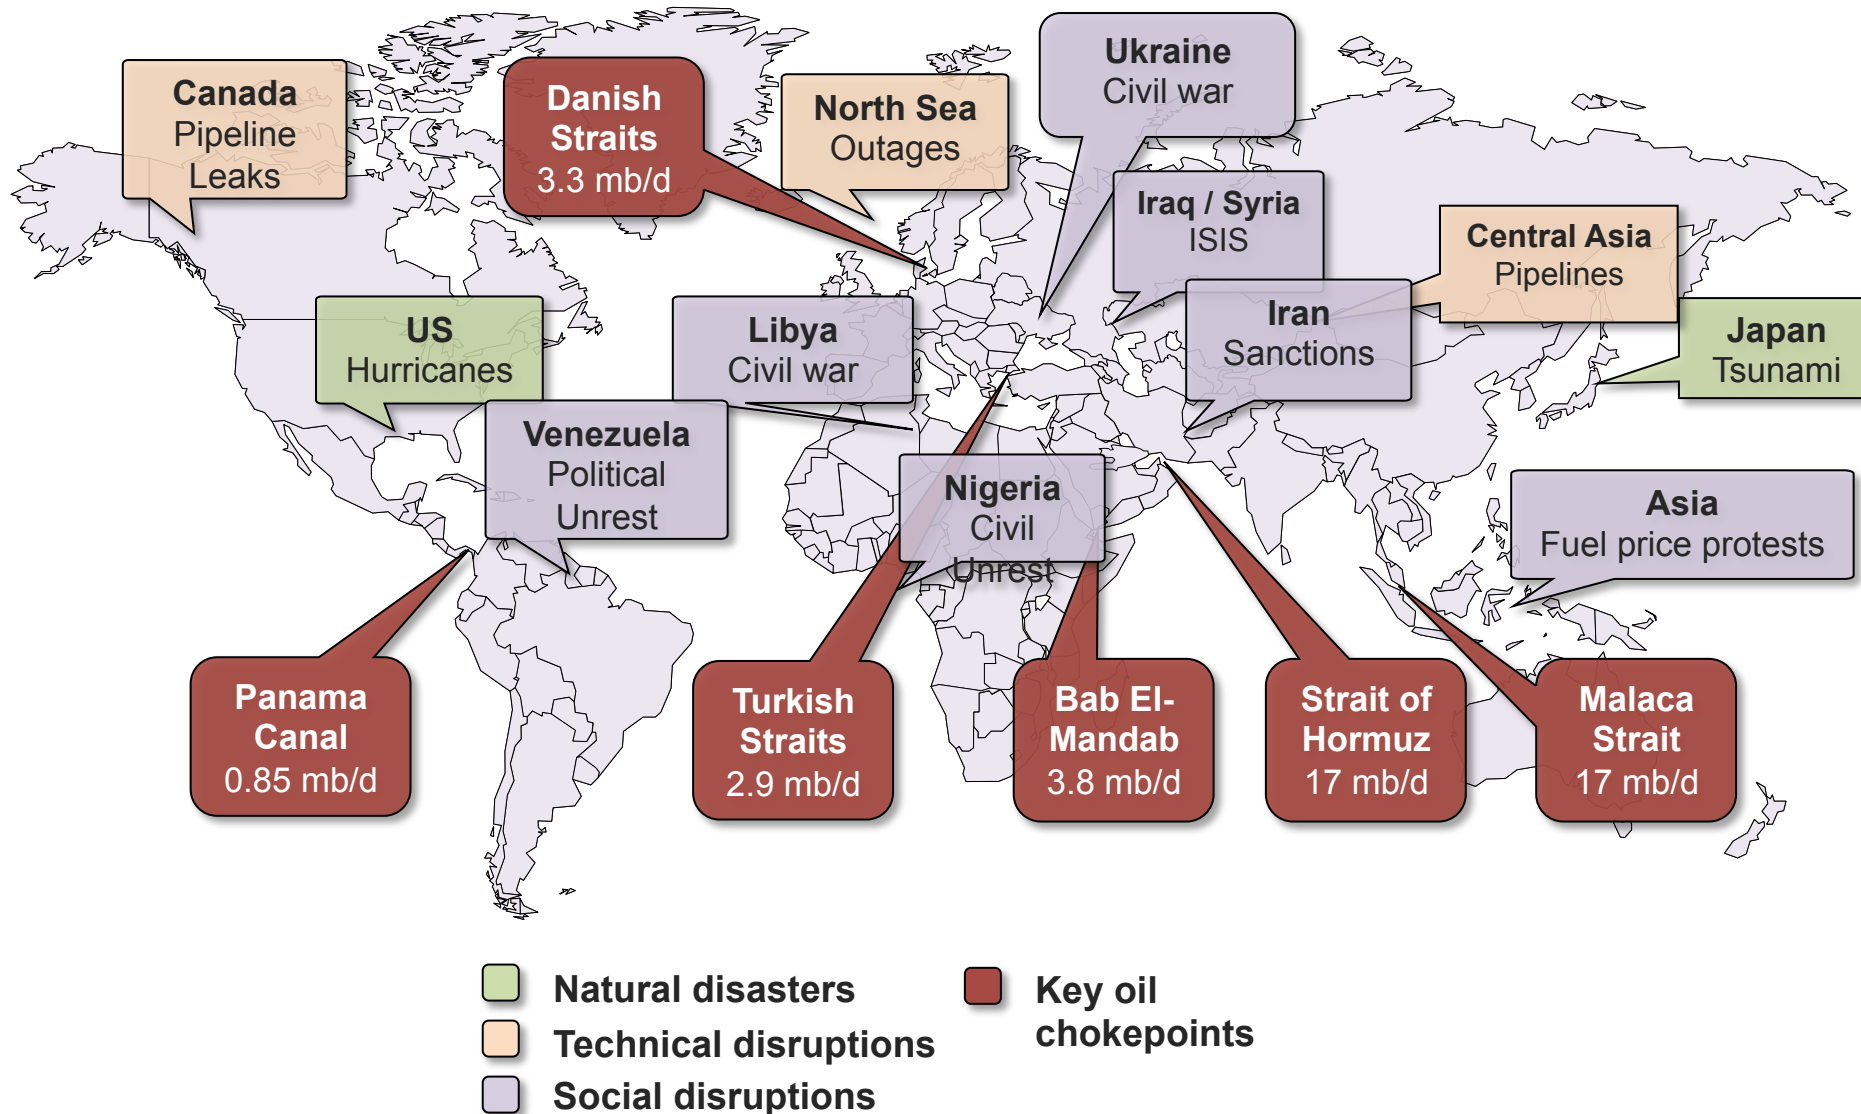 Canada
Pipeline
Leaks
Danish
Straits
3.3 mb/d
North Sea
Outages
Ukraine
Civil war
Iraq / Syria
ISIS
Central Asia
Pipelines
US
Hurricanes
Libya
Civil war
Iran
Sanctions
Japan
Tsunami
Venezuela
Political
Unrest
Nigeria
Civil
Unrest
Asia
Fuel price protests
Panama
Canal
0.85 mb/d
Turkish
Straits
2.9 mb/d
Bab El-
Mandab
3.8 mb/d
Strait of
Hormuz
17 mb/d
Malaca
Strait
17 mb/d
Natural disasters
Technical disruptions
Social disruptions
Key oil
chokepoints